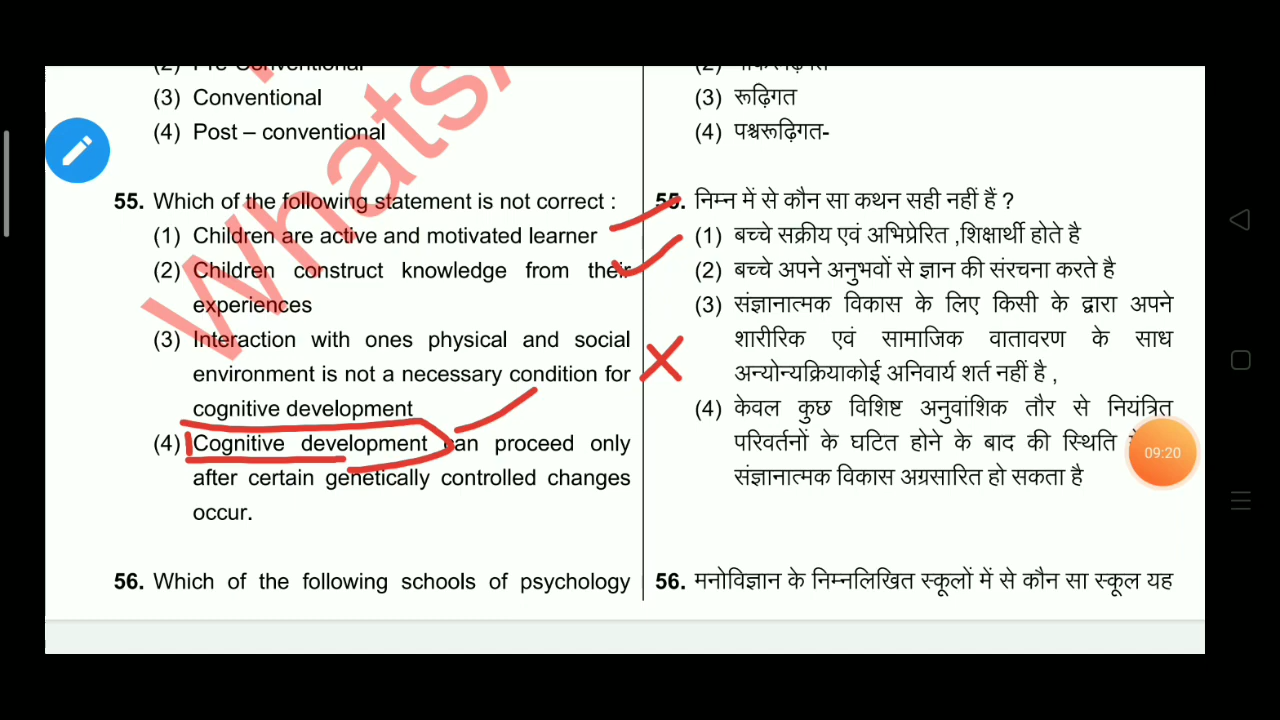 (2) Pre-Conventional
(3) Conventional
(4) Post – conventional
55. Which of the following statement is not correct :
(1) Children are active and motivated learner
(2) Children construct knowledge from their
experiences
(3) Interaction with ones physical and social
environment is not a necessary condition for
cognitive development
(4) Cognitive development can proceed only
after certain genetically controlled changes
occur.
56. Which of the following schools of psychology
(3) रूढ़िगत
(4) पश्चरूढ़िगत-
55. निम्न में से कौन सा कथन सही नहीं हैं ?
(1) बच्चे सक्रीय एवं अभिप्रेरित ,शिक्षार्थी होते है
(2) बच्चे अपने अनुभवों से ज्ञान की संरचना करते है
(3) संज्ञानात्मक विकास के लिए किसी के द्वारा अपने
शारीरिक एवं सामाजिक वातावरण के साध
अन्योन्यक्रियाकोई अनिवार्य शर्त नहीं है ,
(4) केवल कुछ विशिष्ट अनुवांशिक तौर से नियंत्रित
परिवर्तनों के घटित होने के बाद की स्थिति
संज्ञानात्मक विकास अग्रसारित हो सकता है
56. मनोविज्ञान के निम्नलिखित स्कूलों में से कौन सा स्कूल यह
09:20